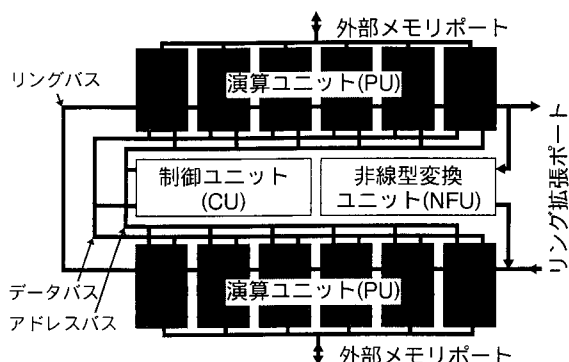 外部メモリポート
リングバス
演算ユニット(PU)
制御ユニット
(CU)
非線型変換
ユニット(NFU)
リング拡張ポート
データバス
アドレスバス
演算ユニット(PU)
外部メモリポート